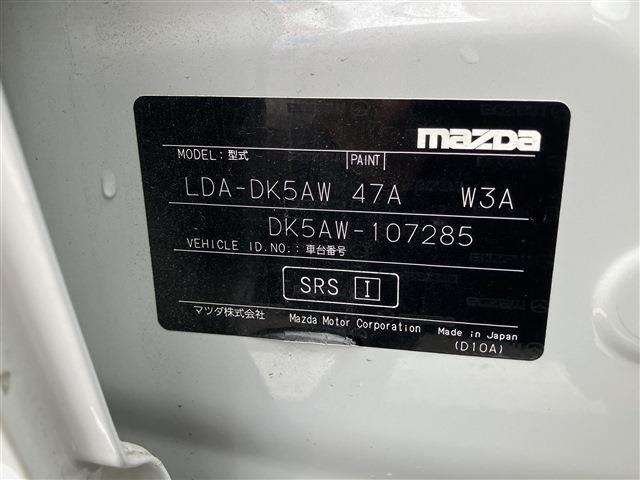 mazda
MODEL: 型式 PAINT
LDA-DK5AW 47A W3A
DK5AW-107285
VEHICLE ID.NO.: 車台番号
SRS I
マツダ株式会社 Mazda Motor Corporation Made in Japan
(D10A)